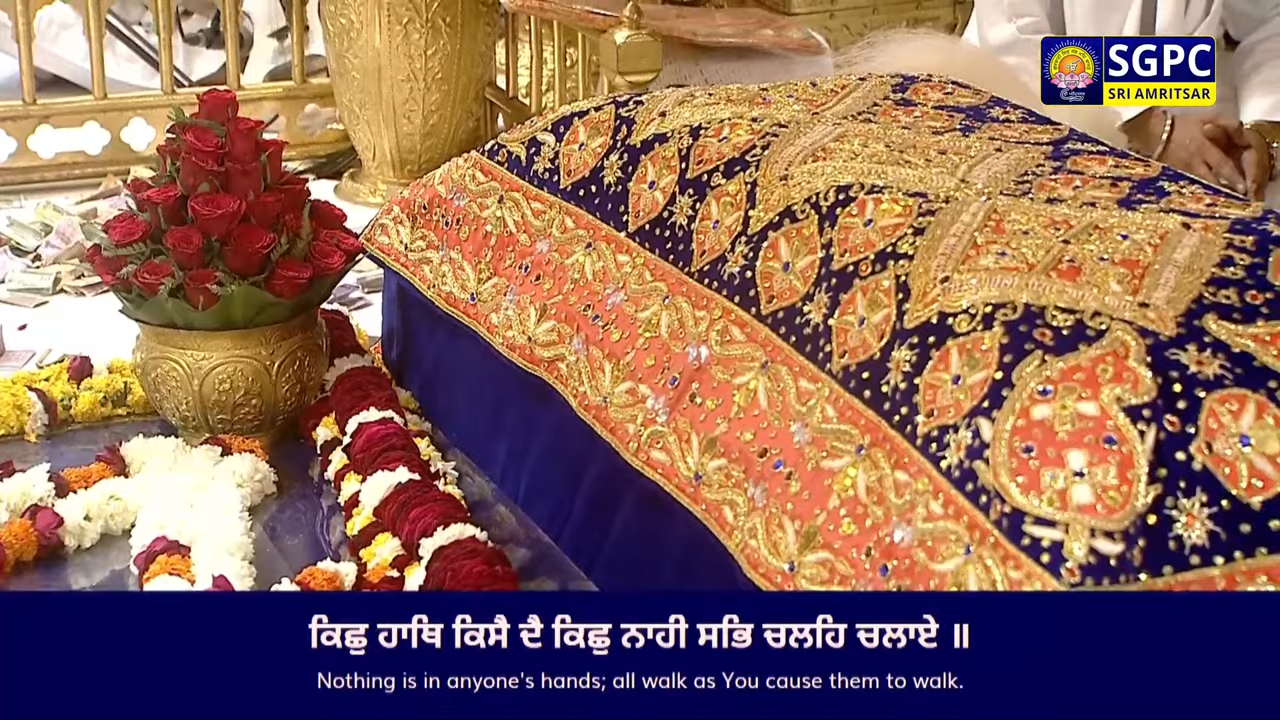 SGPC
SRI AMRITSAR
ਕਿਛੁ ਹਾਥਿ ਕਿਸੈ ਦੈ ਕਿਛੁ ਨਾਹੀ ਸਭਿ ਚਲਹਿ ਚਲਾਏ ॥
Nothing is in anyone's hands; all walk as You cause them to walk.